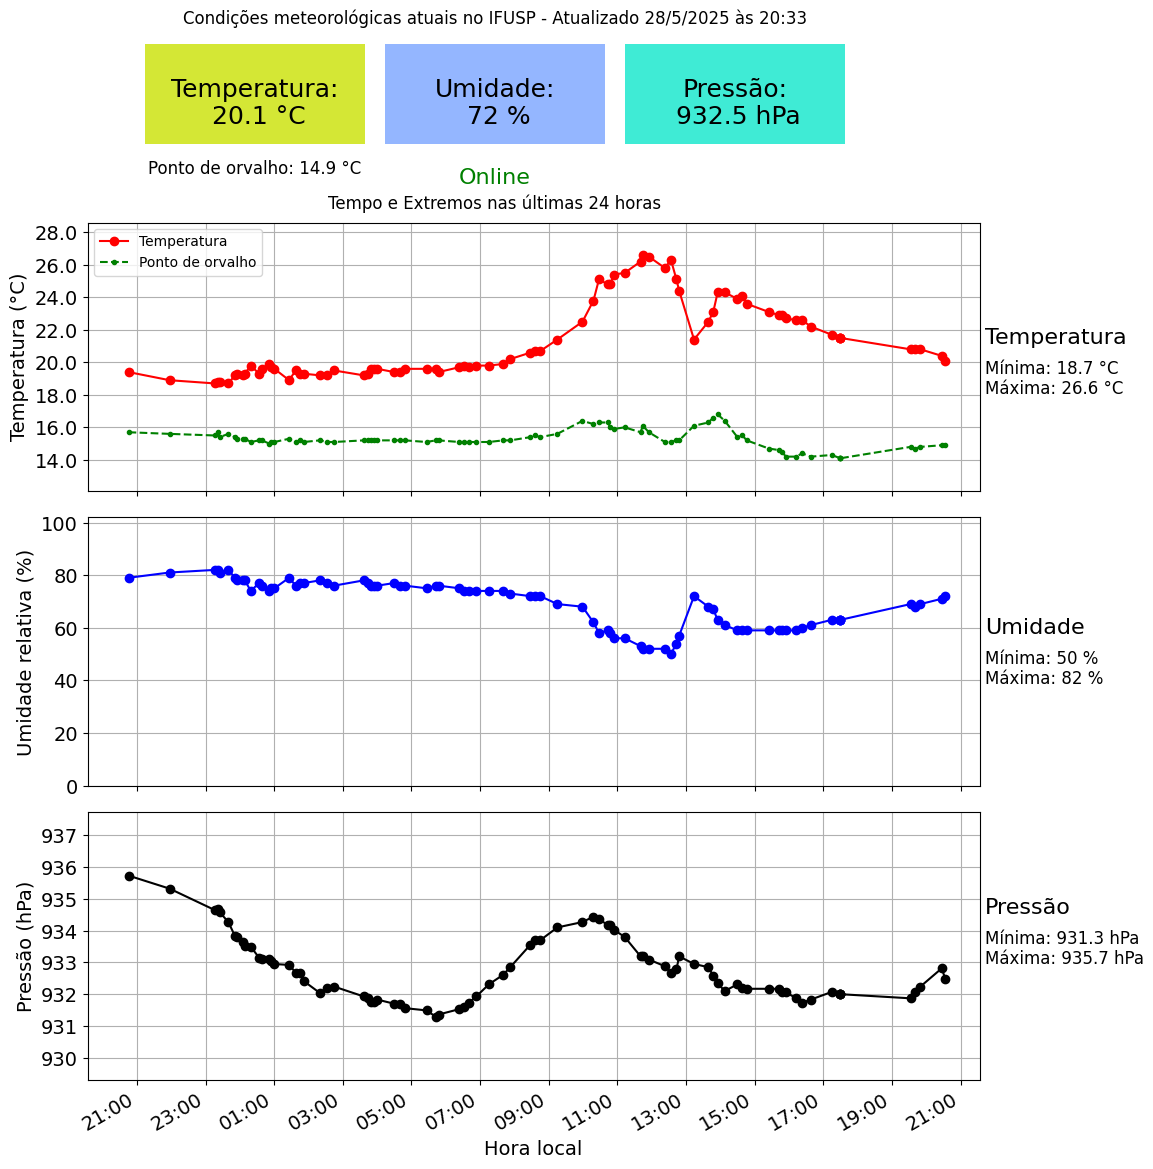 Condições meteorológicas atuais no IFUSP - Atualizado 28/5/2025 às 20:33
Temperatura:
20.1 °C
Umidade:
72 %
Pressão:
932.5 hPa
Ponto de orvalho: 14.9 °C
Online
Tempo e Extremos nas últimas 24 horas
Temperatura (°C)
28.0
26.0
24.0
22.0
20.0
18.0
16.0
14.0
Temperatura
Ponto de orvalho
Temperatura
Mínima: 18.7 °C
Máxima: 26.6 °C
Umidade relativa (%)
100
80
60
40
20
0
Umidade
Mínima: 50 %
Máxima: 82 %
Pressão (hPa)
937
936
935
934
933
932
931
930
Pressão
Mínima: 931.3 hPa
Máxima: 935.7 hPa
21:00 23:00 01:00 03:00 05:00 07:00 09:00 11:00 13:00 15:00 17:00 19:00 21:00
Hora local